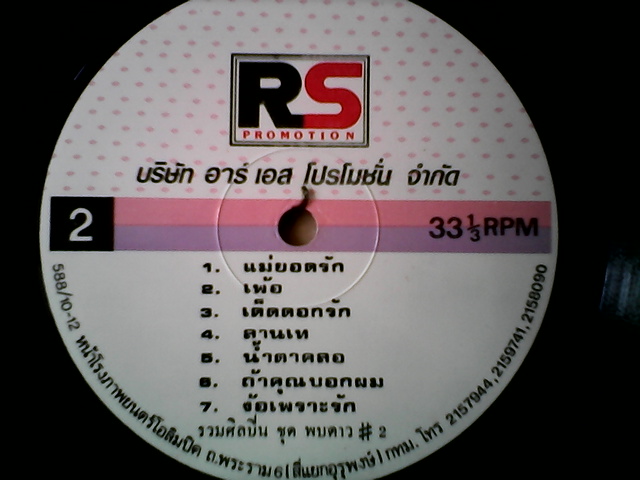 RS
PROMOTION
บริษัท อาร์ เอส โปรโมชั่น จำกัด
2
33 1/3 RPM
1. แม่ยอดรัก
2. เพ้อ
3. เด็ดดอกรัก
4. ลานเท
5. น้ำตาคลอ
6. ถ้าคุณบอกผม
7. ง้อเพราะรัก
รวมศิลปิน ชุด พบดาว # 2
588/10-12 หน้าโรงภาพยนตร์โอลิมปิค ถ.พระราม 6 (สี่แยกอุรุพงษ์) กทม. โทร 2157944, 2159741, 2158090